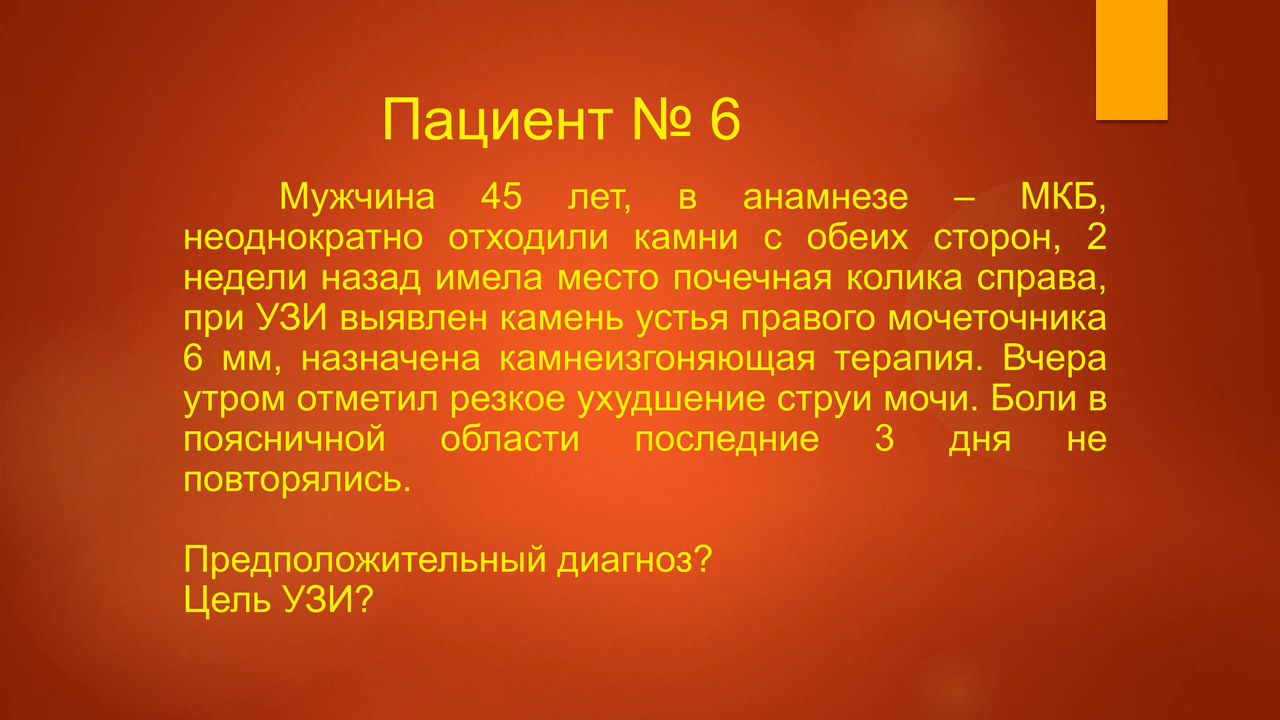 Пациент № 6
Мужчина 45 лет, в анамнезе – МКБ,
неоднократно отходили камни с обеих сторон, 2
недели назад имела место почечная колика справа,
при УЗИ выявлен камень устья правого мочеточника
6 мм, назначена камнеизгоняющая терапия. Вчера
утром отметил резкое ухудшение струи мочи. Боли в
поясничной области последние 3 дня не
повторялись.
Предположительный диагноз?
Цель УЗИ?